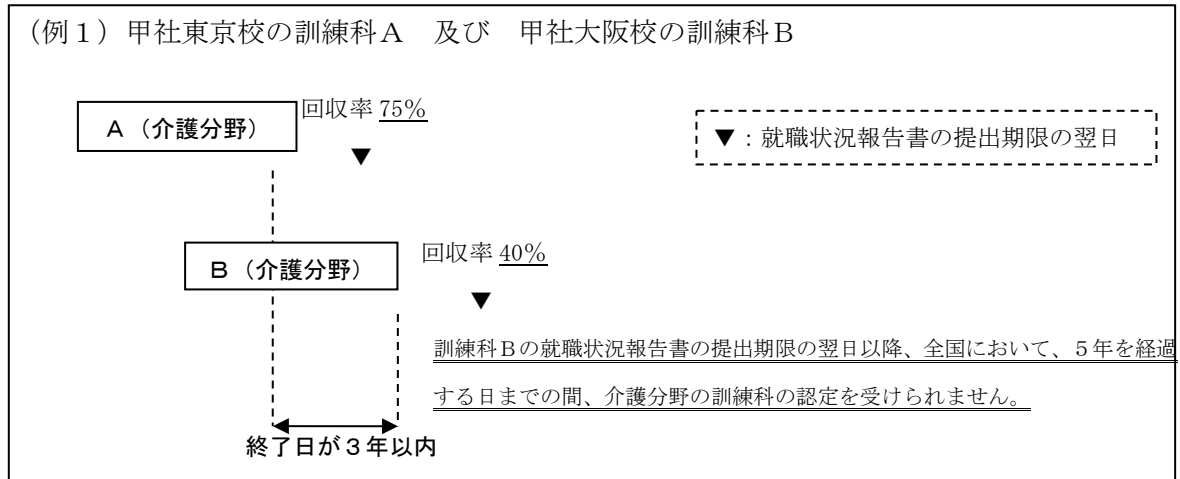 (例１) 甲社東京校の訓練科Ａ　及び　甲社大阪校の訓練科Ｂ
Ａ（介護分野）
回収率 75%
▼
▼：就職状況報告書の提出期限の翌日
Ｂ（介護分野）
回収率 40%
▼
訓練科Ｂの就職状況報告書の提出期限の翌日以降、全国において、５年を経過
する日までの間、介護分野の訓練科の認定を受けられません。
終了日が３年以内